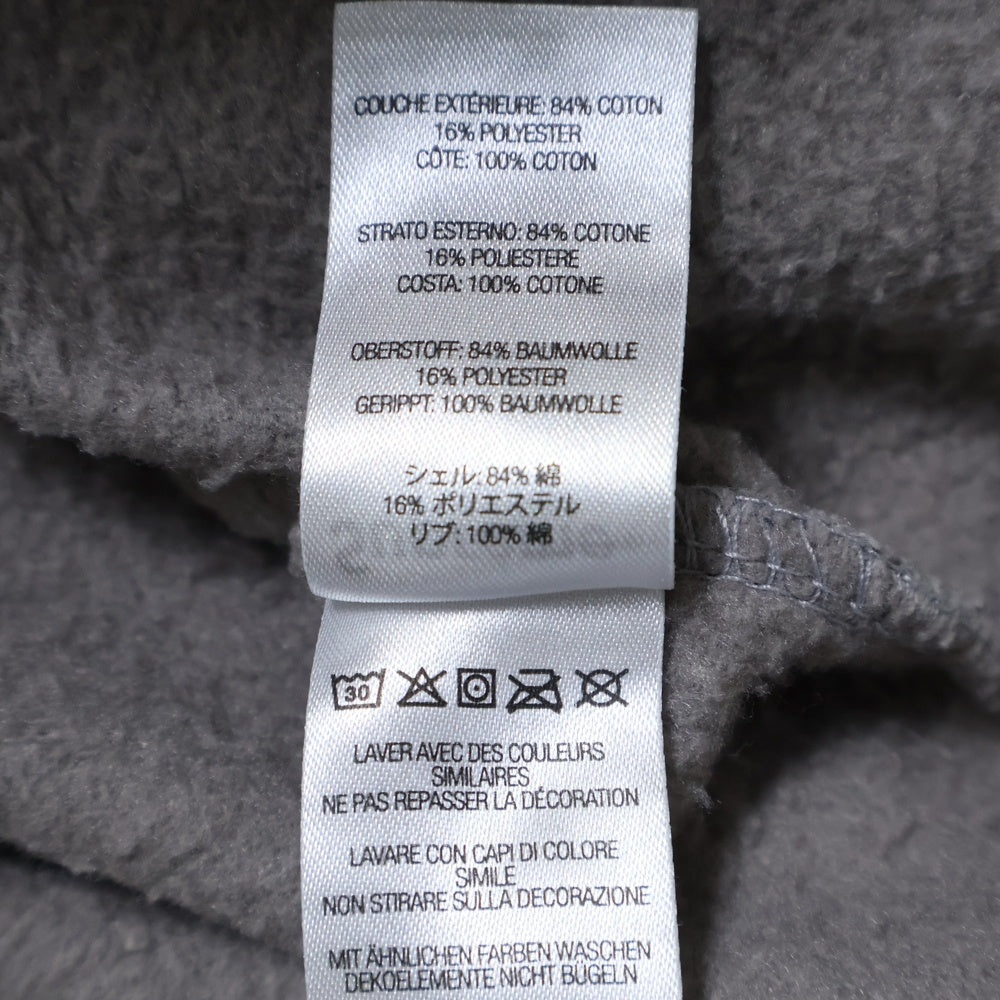 COUCHE EXTÉRIEURE: 84% COTON
16% POLYESTER
CÔTE: 100% COTON
STRATO ESTERNO: 84% COTONE
16% POLIESTERE
COSTA: 100% COTONE
OBERSTOFF: 84% BAUMWOLLE
16% POLYESTER
GERIPPT: 100% BAUMWOLLE
シェル: 84% 綿
16% ポリエステル
リブ: 100% 綿
30
LAVER AVEC DES COULEURS
SIMILAIRES
NE PAS REPASSER LA DÉCORATION
LAVARE CON CAPI DI COLORE
SIMILE
NON STIRARE SULLA DECORAZIONE
MIT ÄHNLICHEN FARBEN WASCHEN
DEKOELEMENTE NICHT BÜGELN